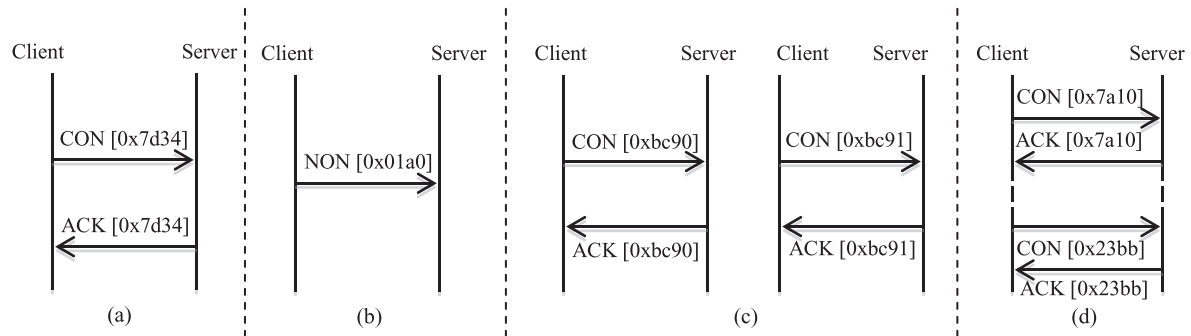 Client Server
CON [0x7d34]
ACK [0x7d34]
(a)
Client Server
NON [0x01a0]
(b)
Client Server
CON [0xbc90]
ACK [0xbc90]
Client Server
CON [0xbc91]
ACK [0xbc91]
(c)
Client Server
CON [0x7a10]
ACK [0x7a10]
CON [0x23bb]
ACK [0x23bb]
(d)